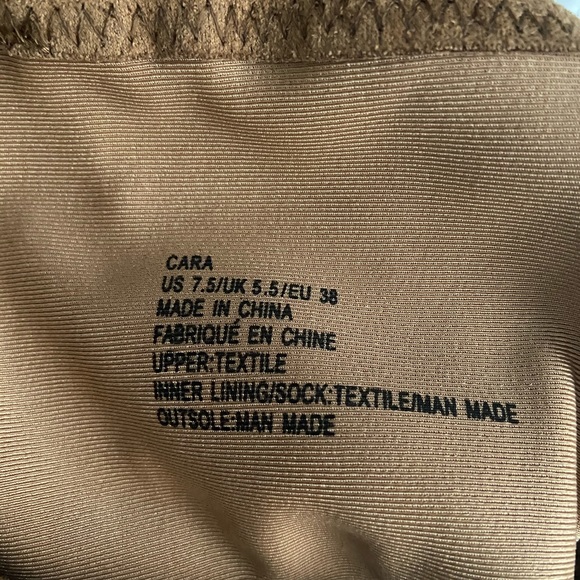 CARA
US 7.5/UK 5.5/EU 38
MADE IN CHINA
FABRIQUÉ EN CHINE
UPPER:TEXTILE
INNER LINING/SOCK:TEXTILE/MAN MADE
OUTSOLE:MAN MADE